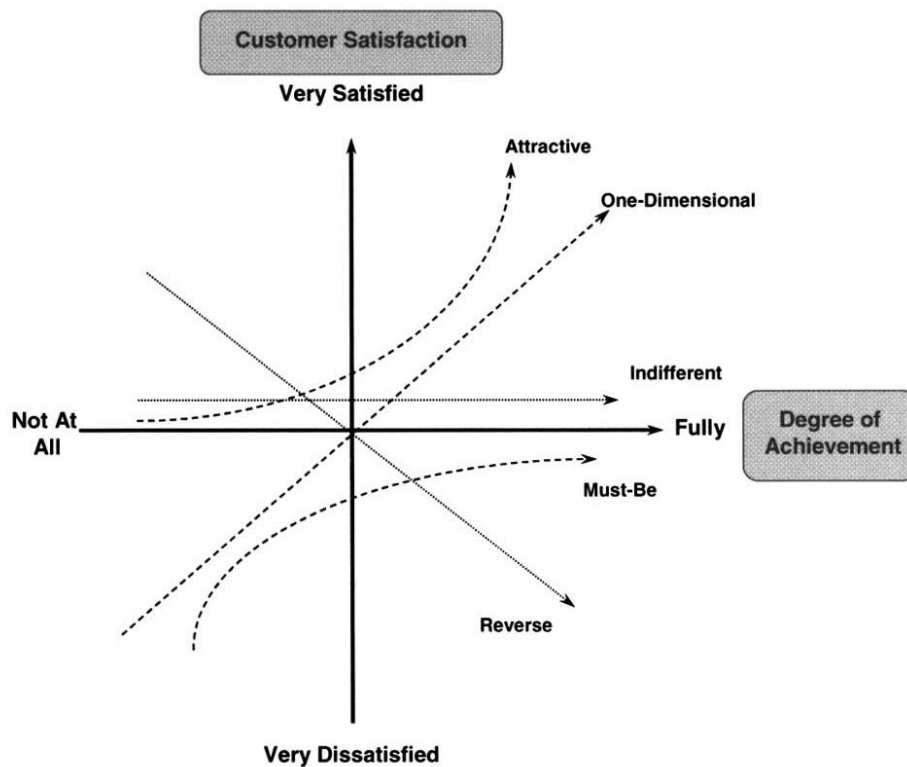 Customer Satisfaction
Very Satisfied
Attractive
One-Dimensional
Indifferent
Not At
All
Fully
Degree of
Achievement
Must-Be
Reverse
Very Dissatisfied